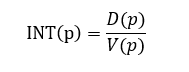 INT(p) = D(p) / V(p)